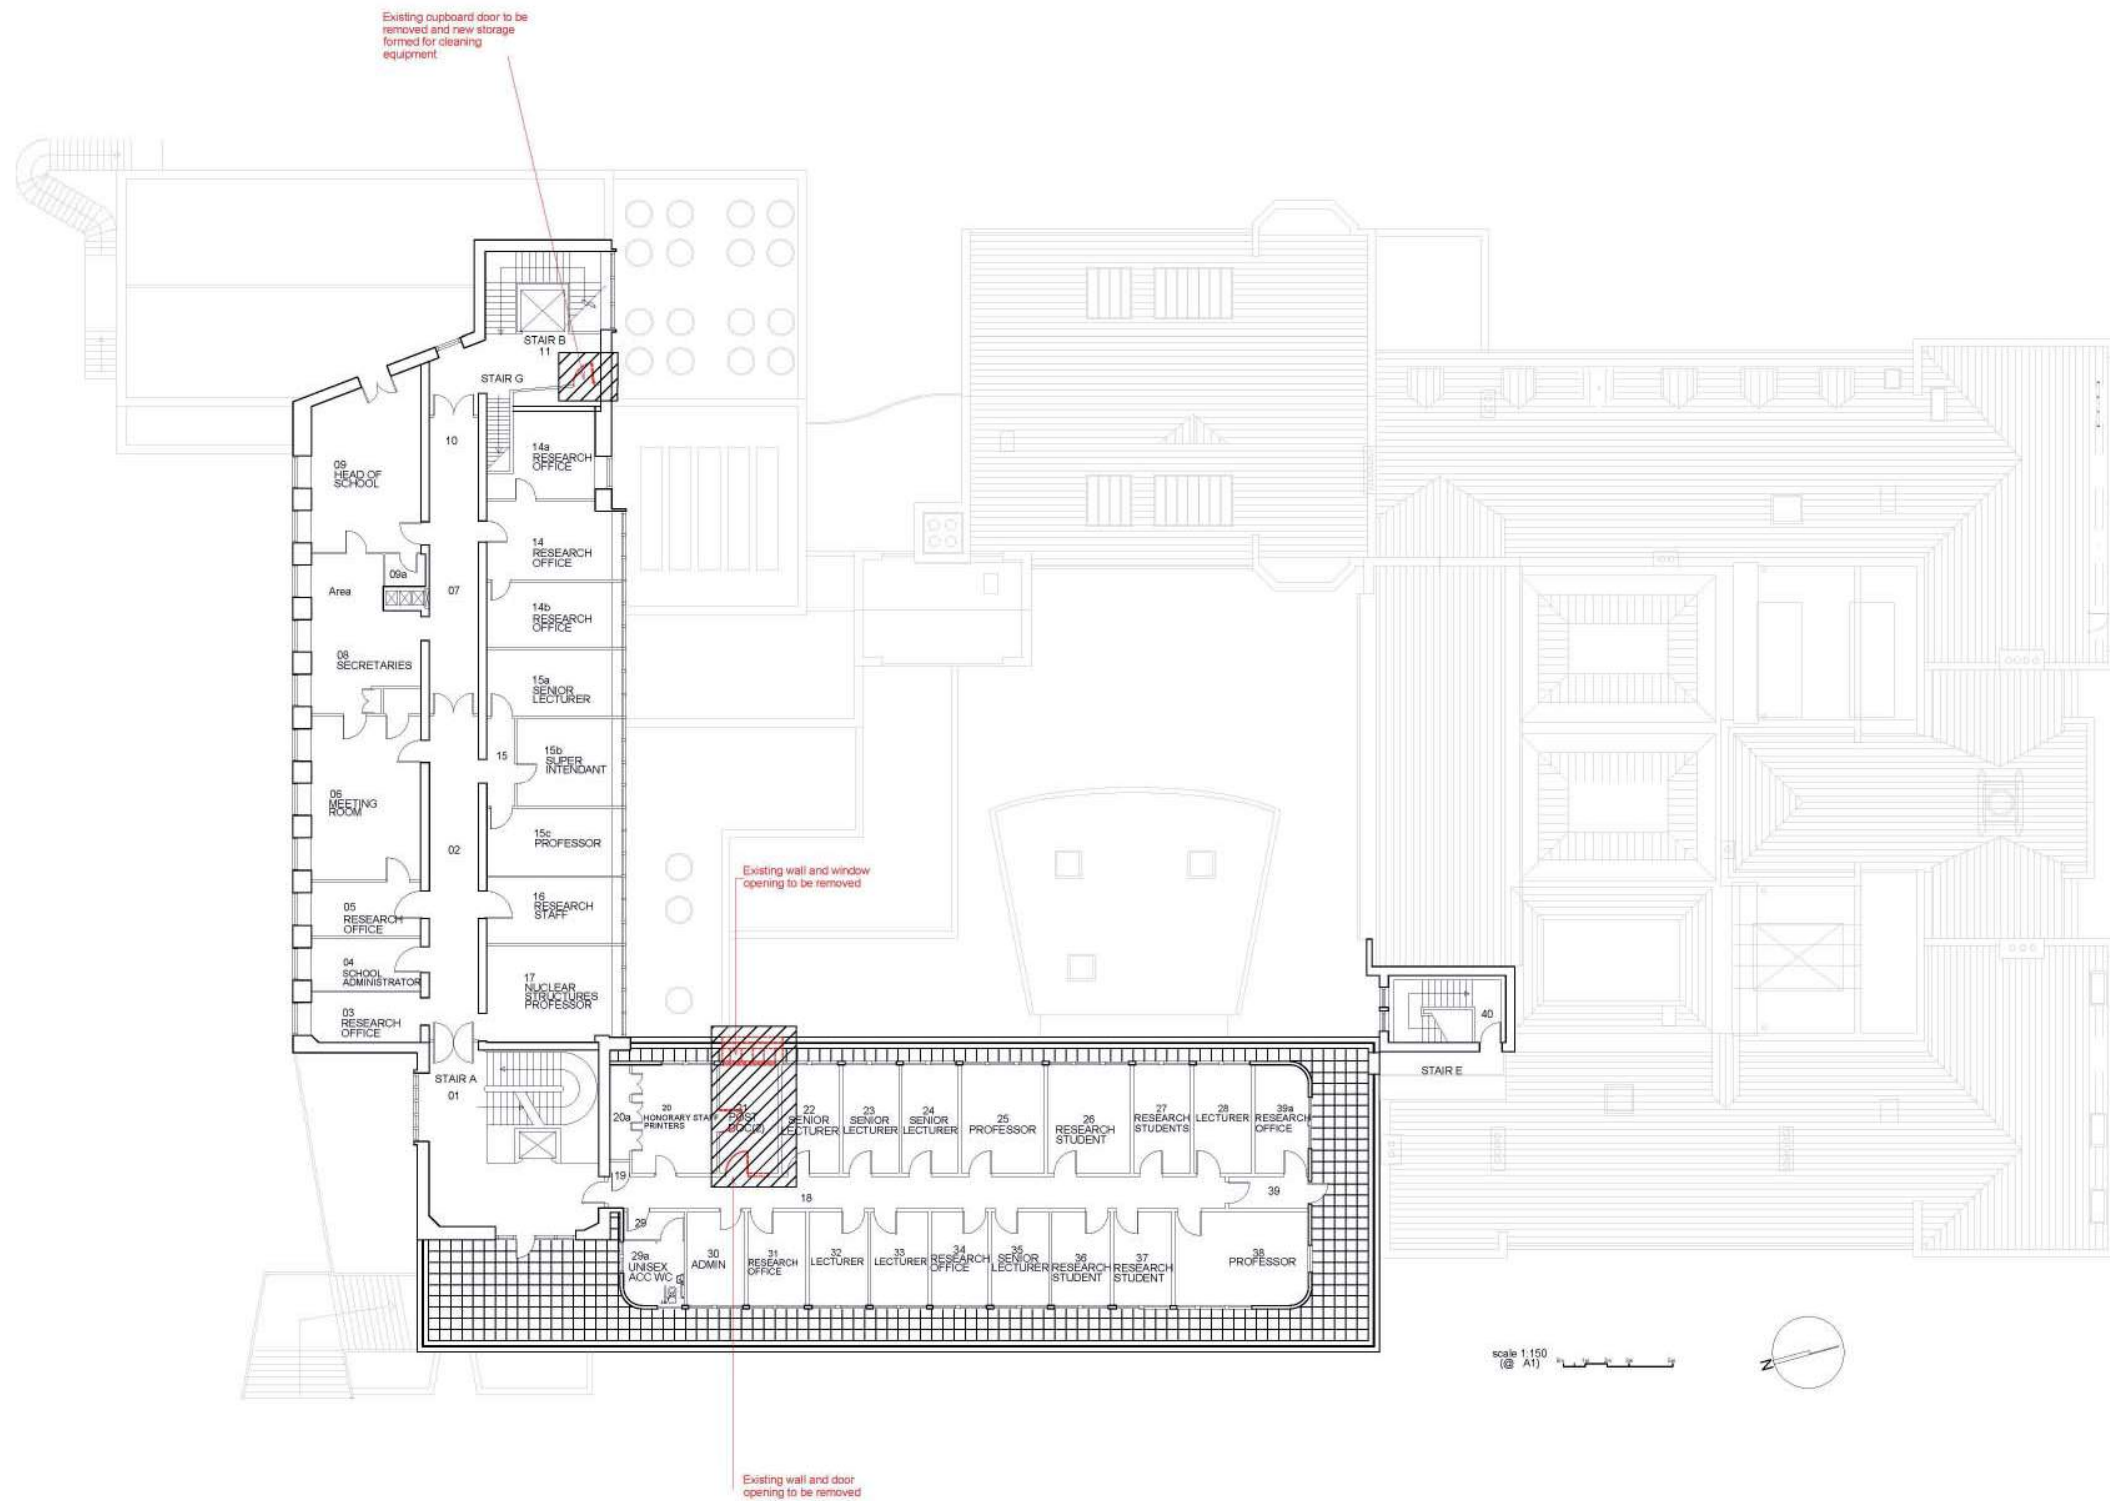 Existing cupboard door to be
removed and new storage
formed for cleaning
equipment
STAIR B
11
STAIR G
10
09
HEAD OF
SCHOOL
14a
RESEARCH
OFFICE
14
RESEARCH
OFFICE
09a
Area
07
14b
RESEARCH
OFFICE
08
SECRETARIES
15a
SENIOR
LECTURER
15
15b
SUPER
INTENDANT
06
MEETING
ROOM
15c
PROFESSOR
02
Existing wall and window
opening to be removed
05
RESEARCH
OFFICE
16
RESEARCH
STAFF
04
SCHOOL
ADMINISTRATOR
17
NUCLEAR
STRUCTURES
PROFESSOR
03
RESEARCH
OFFICE
40
STAIR E
STAIR A
01
20a
20
HONORARY STAFF
PRINTERS
21
POST
DOC(2)
22
SENIOR
LECTURER
23
SENIOR
LECTURER
24
SENIOR
LECTURER
25
PROFESSOR
26
RESEARCH
STUDENT
27
RESEARCH
STUDENTS
28
LECTURER
39a
RESEARCH
OFFICE
19
18
39
29
29a
UNISEX
ACC WC
30
ADMIN
31
RESEARCH
OFFICE
32
LECTURER
33
LECTURER
34
RESEARCH
OFFICE
35
SENIOR
LECTURER
36
RESEARCH
STUDENT
37
RESEARCH
STUDENT
38
PROFESSOR
scale 1:150
(@ A1)
N
Existing wall and door
opening to be removed